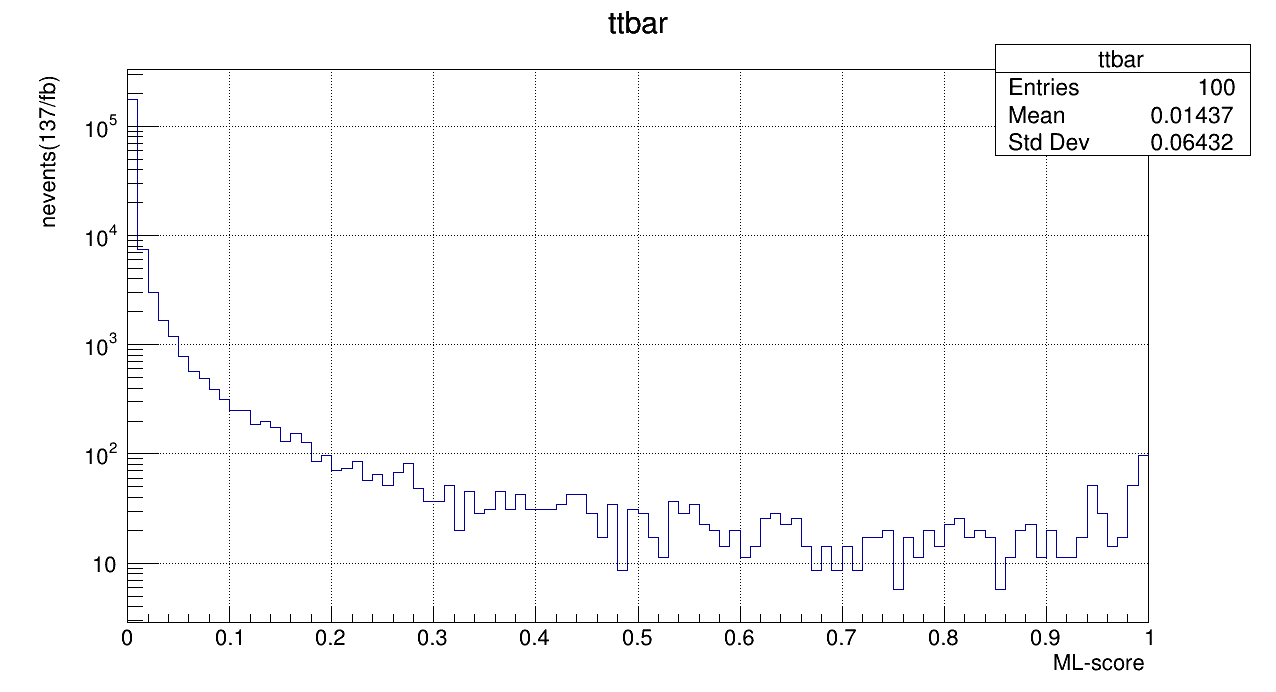 ttbar
nevents(137/fb)
ttbar
Entries 100
Mean 0.01437
Std Dev 0.06432
10^5
10^4
10^3
10^2
10
0 0.1 0.2 0.3 0.4 0.5 0.6 0.7 0.8 0.9 1
ML-score